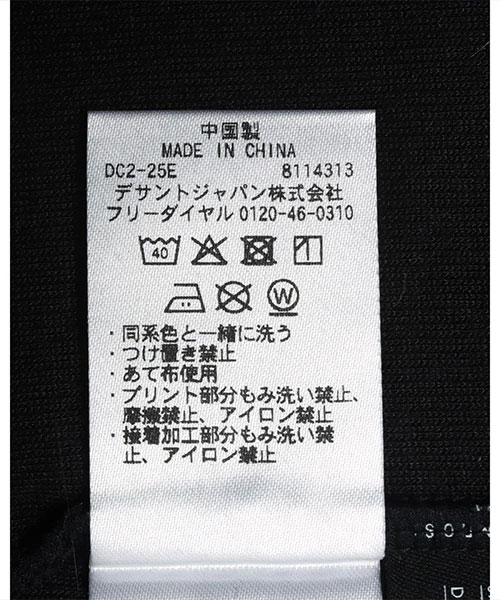 中国製
MADE IN CHINA
DC2-25E 8114313
デサントジャパン株式会社
フリーダイヤル 0120-46-0310
40
W
・同系色と一緒に洗う
・つけ置き禁止
・あて布使用
・プリント部分もみ洗い禁止、
摩擦禁止、アイロン禁止
・接着加工部分もみ洗い禁
止、アイロン禁止